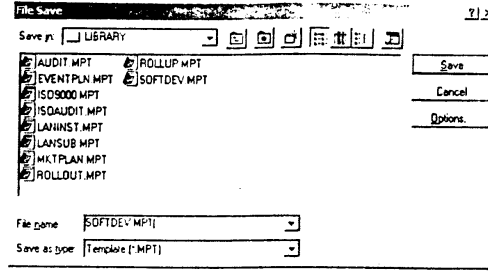 File Save
Save in: LIBRARY
AUDIT.MPT ROLLUP.MPT
EVENTPLN.MPT SOFTDEV.MPT
ISO9000.MPT
ISOAUDIT.MPT
LANINST.MPT
LANSUB.MPT
MKTPLAN.MPT
ROLLOUT.MPT
Save
Cancel
Options.
File name SOFTDEV.MPT
Save as type Template (*.MPT)